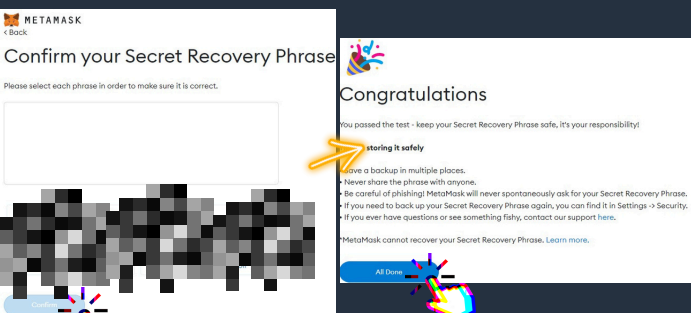 METAMASK
< Back
Confirm your Secret Recovery Phrase
Please select each phrase in order to make sure it is correct.
Confirm
Congratulations
You passed the test - keep your Secret Recovery Phrase safe, it's your responsibility!
storing it safely
• Save a backup in multiple places.
• Never share the phrase with anyone.
• Be careful of phishing! MetaMask will never spontaneously ask for your Secret Recovery Phrase.
• If you need to back up your Secret Recovery Phrase again, you can find it in Settings -> Security.
• If you ever have questions or see something fishy, contact our support here.
*MetaMask cannot recover your Secret Recovery Phrase. Learn more.
All Done